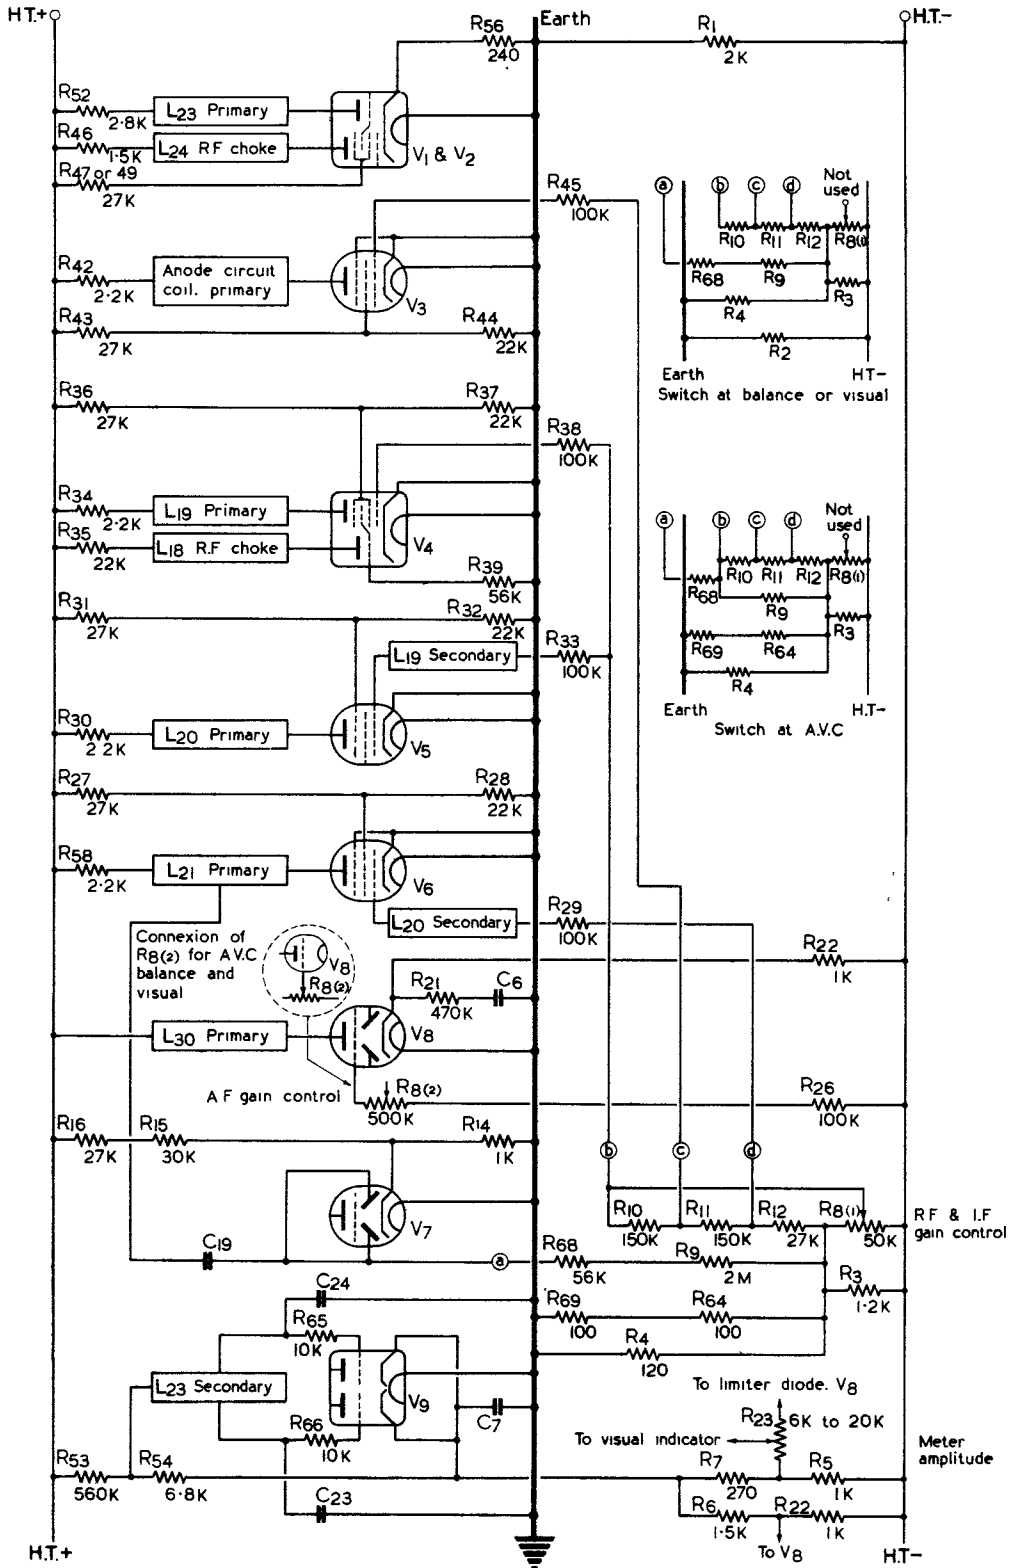 H.T.+
Earth
H.T.-
R56
240
R1
2K
R52
2·8K
L23 Primary
R46
1·5K
L24 RF choke
V1 & V2
R47 or 49
27K
R45
100K
R42
2·2K
Anode circuit
coil. primary
V3
R43
27K
R44
22K
a
b
c
d
Not
used
R10
R11
R12
R8(1)
R68
R9
R3
R4
R2
Earth
HT-
Switch at balance or visual
R36
27K
R37
22K
R38
100K
R34
2·2K
L19 Primary
R35
22K
L18 R.F choke
V4
R39
56K
a
b
c
d
Not
used
R10
R11
R12
R8(1)
R68
R9
R3
R69
R64
R4
Earth
H.T-
Switch at A.V.C
R31
27K
R32
22K
L19 Secondary
R33
100K
R30
2 2K
L20 Primary
V5
R27
27K
R28
22K
R58
2·2K
L21 Primary
V6
L20 Secondary
R29
100K
Connexion of
R8(2) for A.V.C
balance and
visual
V8
R8(2)
R21
470K
C6
R22
1K
L30 Primary
V8
A F gain control
R8(2)
500K
R26
100K
R16
27K
R15
30K
R14
1K
b
c
d
V7
R10
150K
R11
150K
R12
27K
R8(1)
50K
R F & I.F
gain control
C19
a
R68
56K
R9
2M
R3
1·2K
C24
R69
100
R64
100
R65
10K
R4
120
L23 Secondary
V9
C7
R66
10K
To limiter diode. V8
R23
6K to 20K
To visual indicator
Meter
amplitude
R53
560K
R54
6·8K
R7
270
R5
1K
C23
R6
1·5K
R22
1K
To V8
H.T.+
H.T-